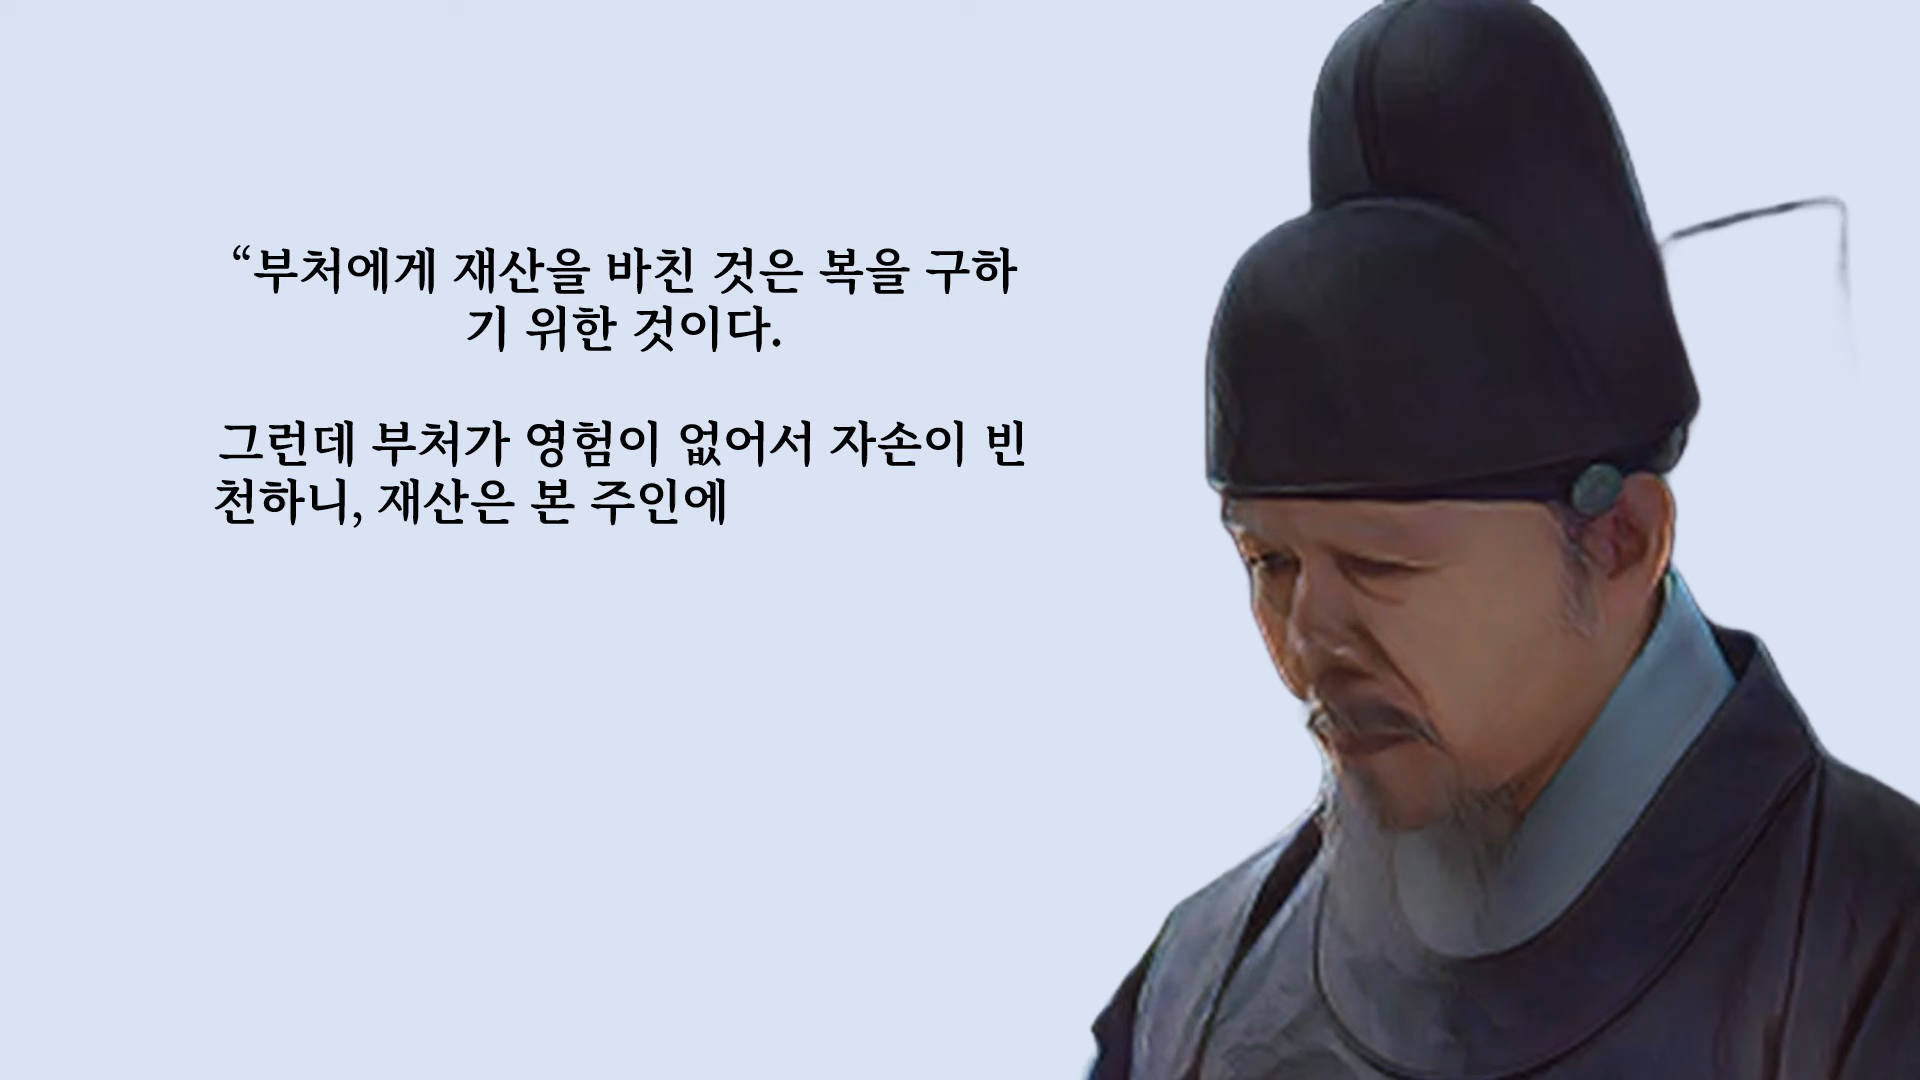 “부처에게 재산을 바친 것은 복을 구하
기 위한 것이다.
그런데 부처가 영험이 없어서 자손이 빈
천하니, 재산은 본 주인에